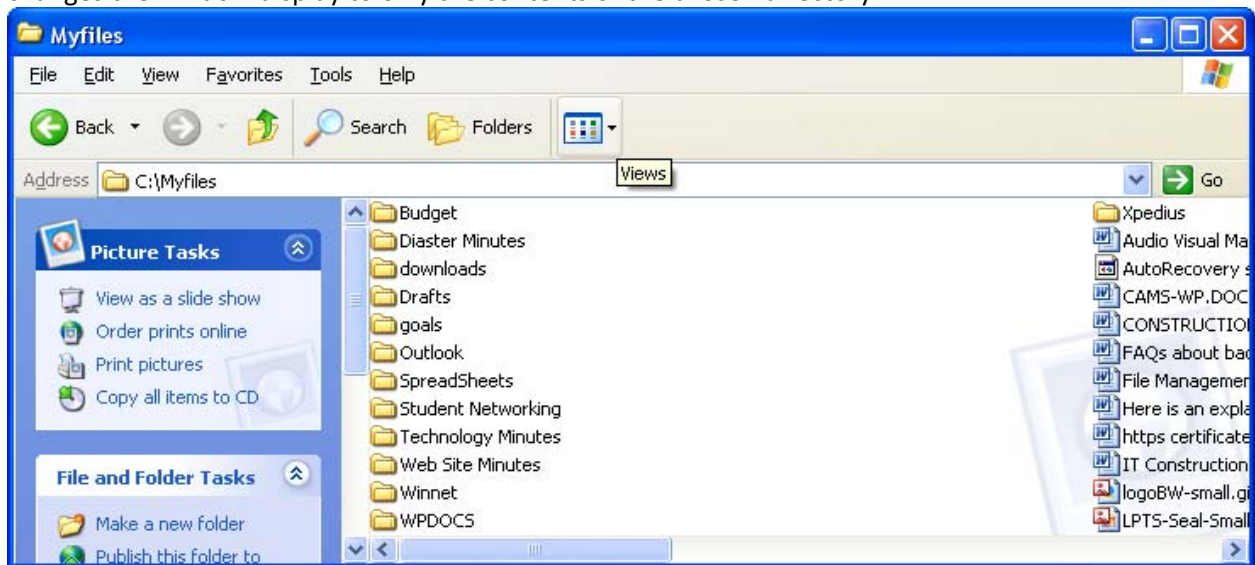 Myfiles
File Edit View Favorites Tools Help
Back Search Folders
Views
Address C:\Myfiles Go
Picture Tasks
View as a slide show
Order prints online
Print pictures
Copy all items to CD
File and Folder Tasks
Make a new folder
Publish this folder to
Budget
Diaster Minutes
downloads
Drafts
goals
Outlook
SpreadSheets
Student Networking
Technology Minutes
Web Site Minutes
Winnet
WPDOCS
Xpedius
Audio Visual Ma
AutoRecovery s
CAMS-WP.DOC
CONSTRUCTIO
FAQs about bac
File Managemen
Here is an expla
https certificate
IT Construction
logoBW-small.gi
LPTS-Seal-Small